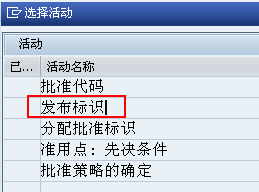 选择活动
活动
已... 活动名称
批准代码
发布标识
分配批准标识
准用点: 先决条件
批准策略的确定